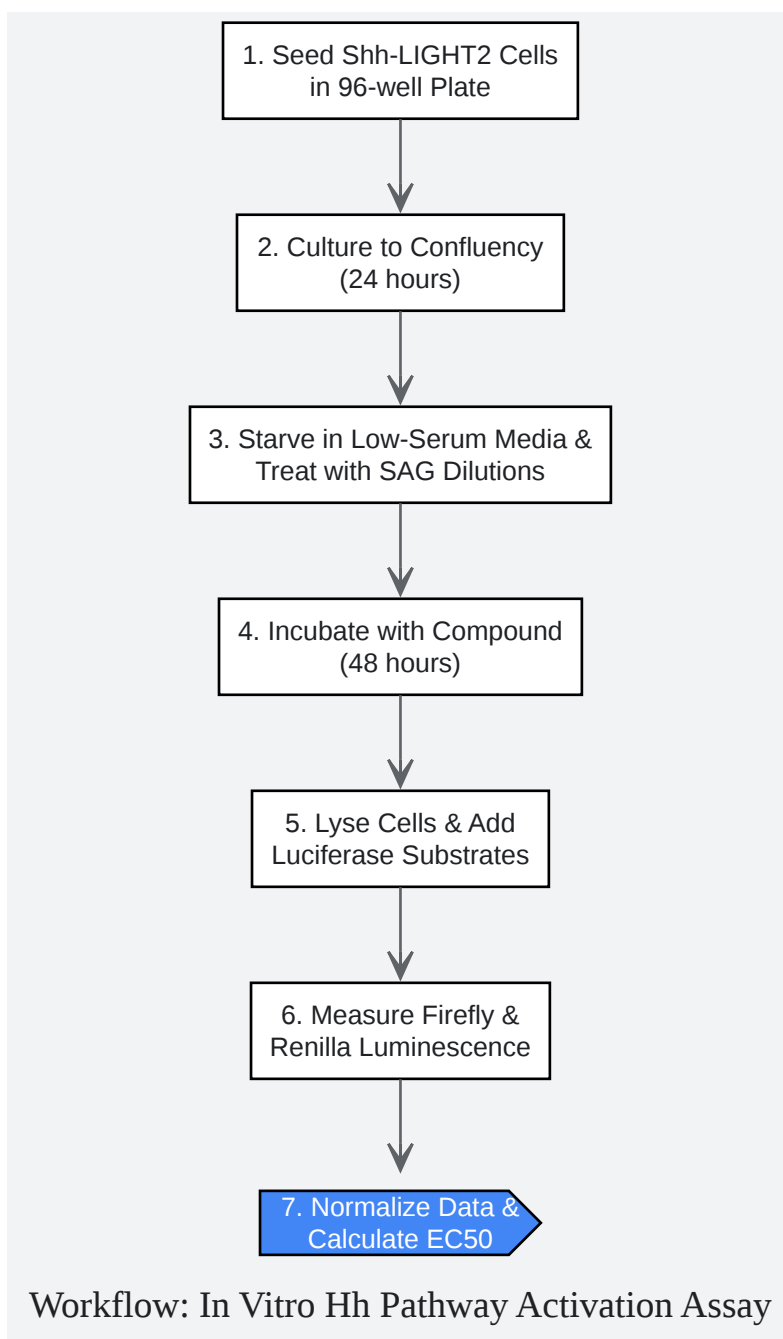 1. Seed Shh-LIGHT2 Cells
in 96-well Plate
2. Culture to Confluency
(24 hours)
3. Starve in Low-Serum Media &
Treat with SAG Dilutions
4. Incubate with Compound
(48 hours)
5. Lyse Cells & Add
Luciferase Substrates
6. Measure Firefly &
Renilla Luminescence
7. Normalize Data &
Calculate EC50
Workflow: In Vitro Hh Pathway Activation Assay